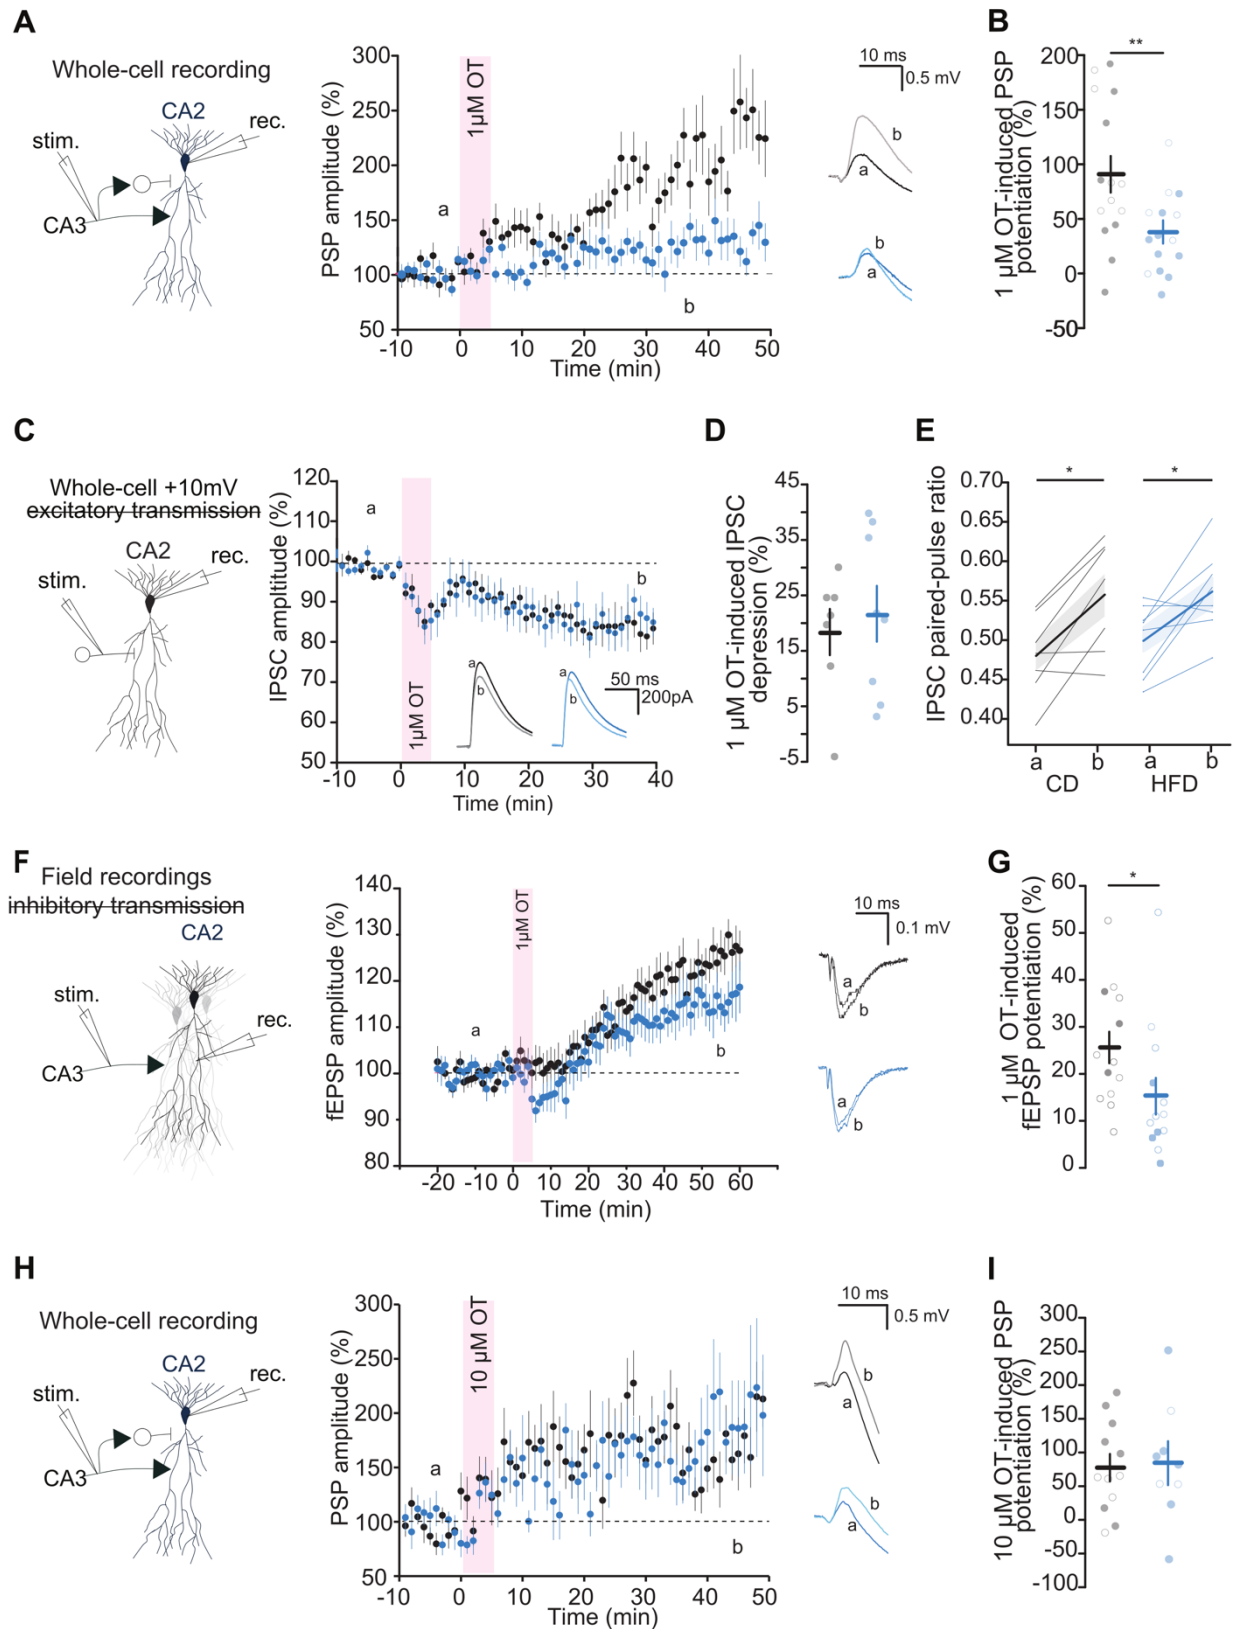 A
Whole-cell recording
CA2
rec.
stim.
CA3
PSP amplitude (%)
300
250
200
150
100
50
1µM OT
a
b
-10
0
10
20
30
40
50
Time (min)
10 ms
0.5 mV
b
a
b
a
B
1 µM OT-induced PSP
potentiation (%)
**
200
150
100
50
0
-50
C
Whole-cell +10mV
excitatory transmission
CA2
rec.
stim.
IPSC ampltitude (%)
120
110
100
90
80
70
60
50
a
b
1µM OT
a
b
a
b
50 ms
200pA
-10
0
10
20
30
40
Time (min)
D
1 µM OT-induced IPSC
depression (%)
45
35
25
15
5
-5
E
IPSC paired-pulse ratio
0.70
0.65
0.60
0.55
0.50
0.45
0.40
*
*
a
b
a
b
CD
HFD
F
Field recordings
inhibitory transmission
CA2
stim.
rec.
CA3
fEPSP amplitude (%)
140
130
120
110
100
90
80
1µM OT
a
b
-20
-10
0
10
20
30
40
50
60
Time (min)
10 ms
0.1 mV
a
b
a
b
G
1 µM OT-induced
fEPSP potentiation (%)
*
60
50
40
30
20
10
0
H
Whole-cell recording
CA2
rec.
stim.
CA3
PSP amplitude (%)
300
250
200
150
100
50
10 µM OT
a
b
-10
0
10
20
30
40
50
Time (min)
10 ms
0.5 mV
b
a
b
a
I
10 µM OT-induced PSP
potentiation (%)
300
250
200
150
100
50
0
-50
-100